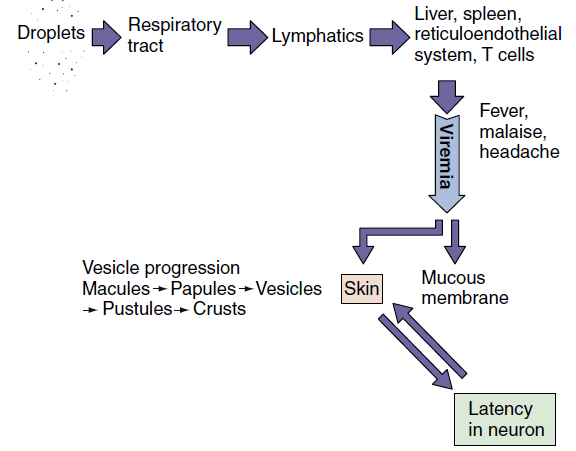 Droplets
Respiratory
tract
Lymphatics
Liver, spleen,
reticuloendothelial
system, T cells
Fever,
malaise,
headache
Viremia
Vesicle progression
Macules → Papules → Vesicles
→ Pustules → Crusts
Skin
Mucous
membrane
Latency
in neuron